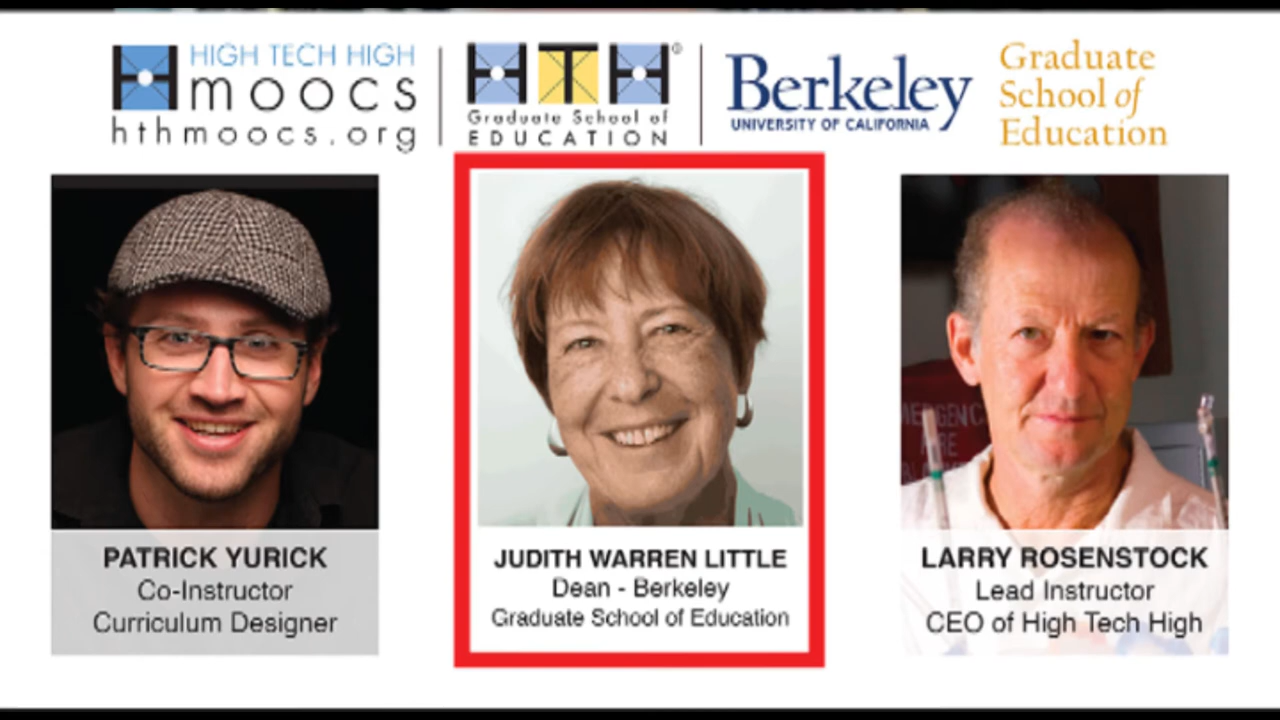 HIGH TECH HIGH
moocs
hthmoocs.org
HTH®
Graduate School of
EDUCATION
Berkeley
UNIVERSITY OF CALIFORNIA
Graduate
School of
Education
PATRICK YURICK
Co-Instructor
Curriculum Designer
JUDITH WARREN LITTLE
Dean - Berkeley
Graduate School of Education
LARRY ROSENSTOCK
Lead Instructor
CEO of High Tech High